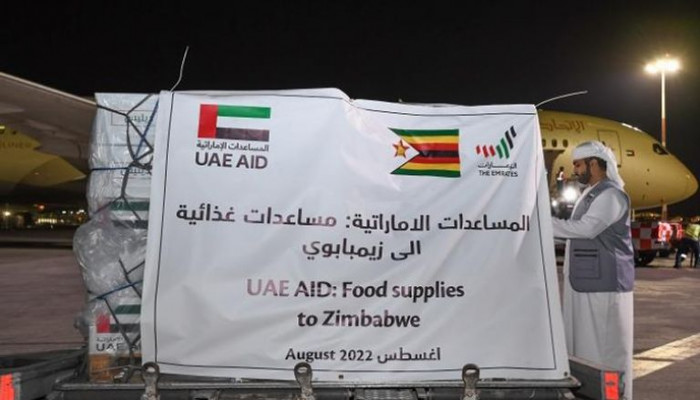 المساعدات الإماراتية
UAE AID
الإمارات
THE EMIRATES
المساعدات الاماراتية: مساعدات غذائية
الى زيمبابوي
UAE AID: Food supplies
to Zimbabwe
August 2022 اغسطس